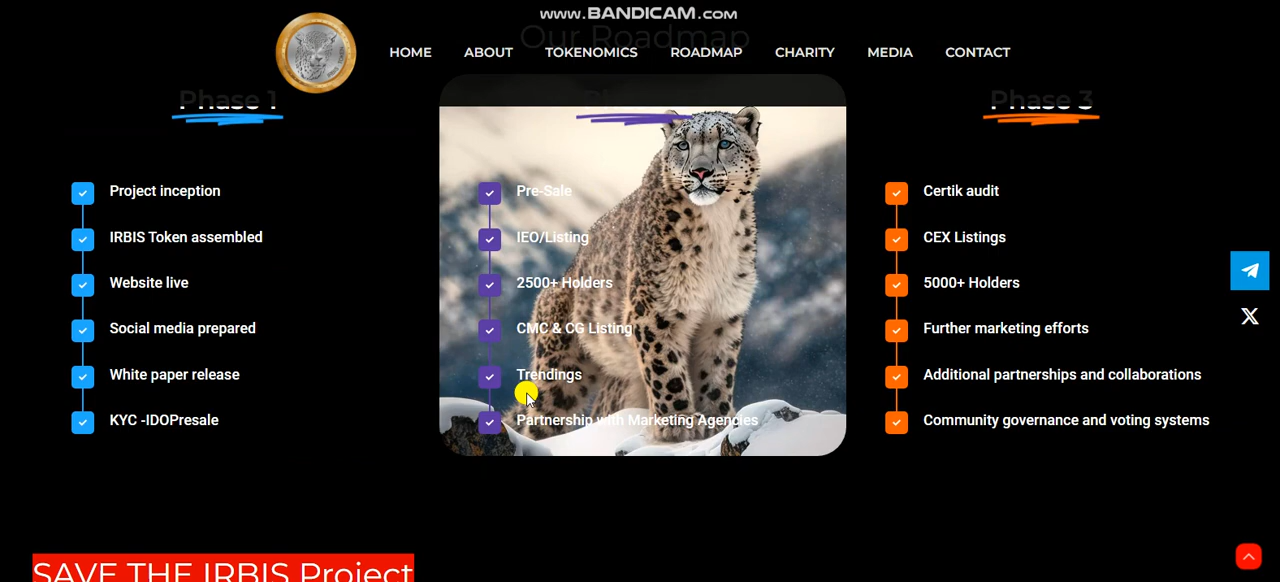 www.BANDICAM.com
Our Roadmap
HOME ABOUT TOKENOMICS ROADMAP CHARITY MEDIA CONTACT
Phase 1
Phase 3
Project inception
IRBIS Token assembled
Website live
Social media prepared
White paper release
KYC -IDOPresale
Pre-Sale
IEO/Listing
2500+ Holders
CMC & CG Listing
Trendings
Partnership with Marketing Agencies
Certik audit
CEX Listings
5000+ Holders
Further marketing efforts
Additional partnerships and collaborations
Community governance and voting systems
SAVE THE IRBIS Project